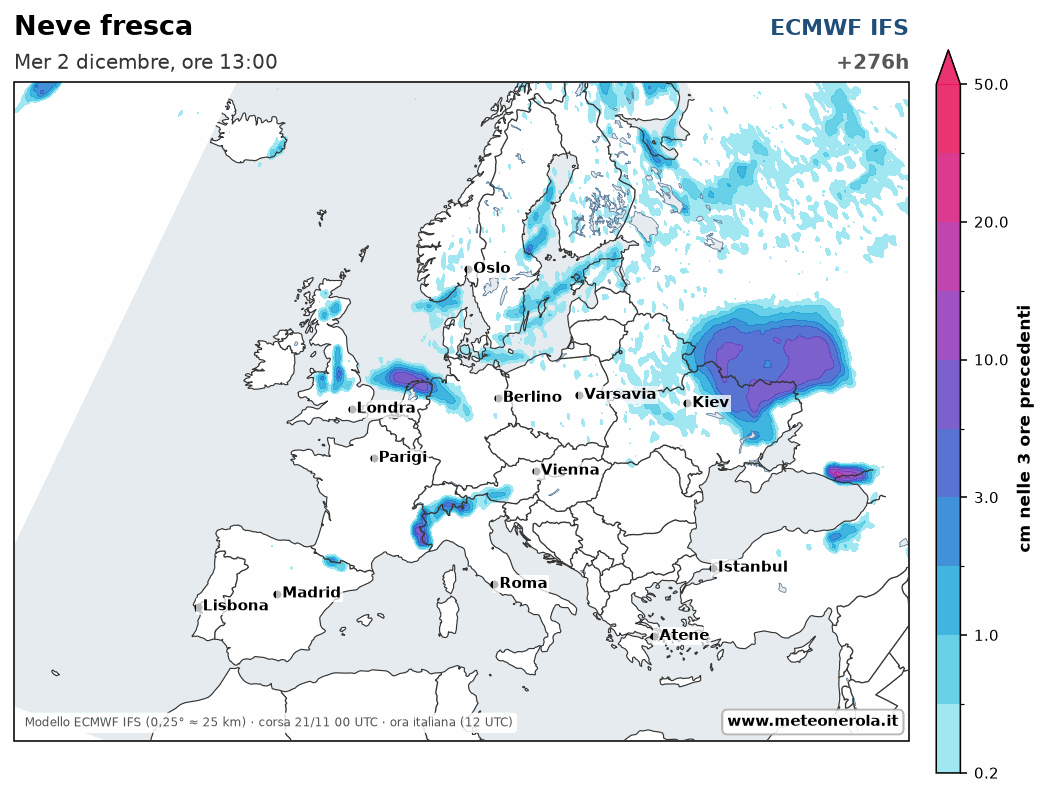 Neve fresca
ECMWF IFS
Mer 2 dicembre, ore 13:00
+276h
50.0
20.0
10.0
3.0
1.0
0.2
cm nelle 3 ore precedenti
Oslo
Londra
Berlino
Varsavia
Kiev
Parigi
Vienna
Istanbul
Roma
Madrid
Lisbona
Atene
Modello ECMWF IFS (0,25° ≈ 25 km) · corsa 21/11 00 UTC · ora italiana (12 UTC)
www.meteonerola.it